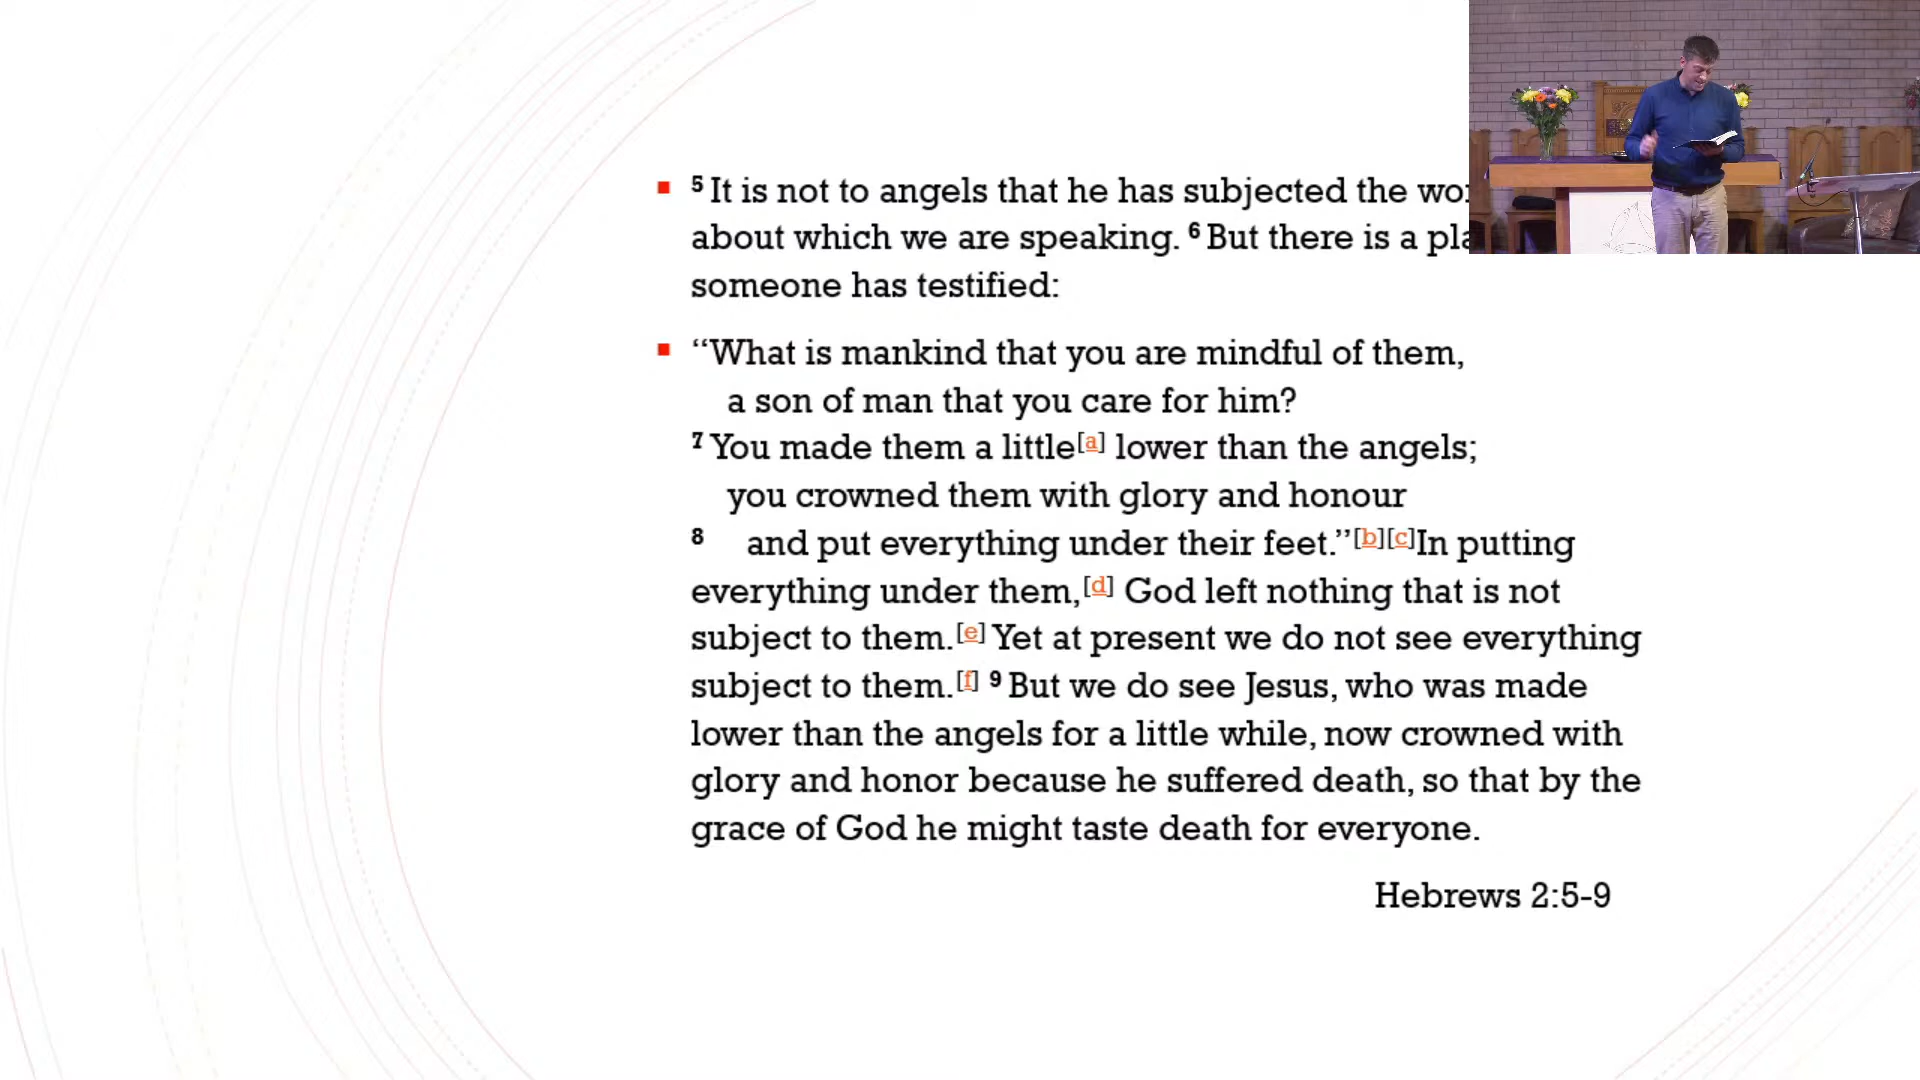 5 It is not to angels that he has subjected the
about which we are speaking. 6 But there is a
someone has testified:
“What is mankind that you are mindful of them,
a son of man that you care for him?
7 You made them a little[a] lower than the angels;
you crowned them with glory and honour
8 and put everything under their feet.”[b][c]In putting
everything under them,[d] God left nothing that is not
subject to them.[e] Yet at present we do not see everything
subject to them.[f] 9 But we do see Jesus, who was made
lower than the angels for a little while, now crowned with
glory and honor because he suffered death, so that by the
grace of God he might taste death for everyone.
Hebrews 2:5-9